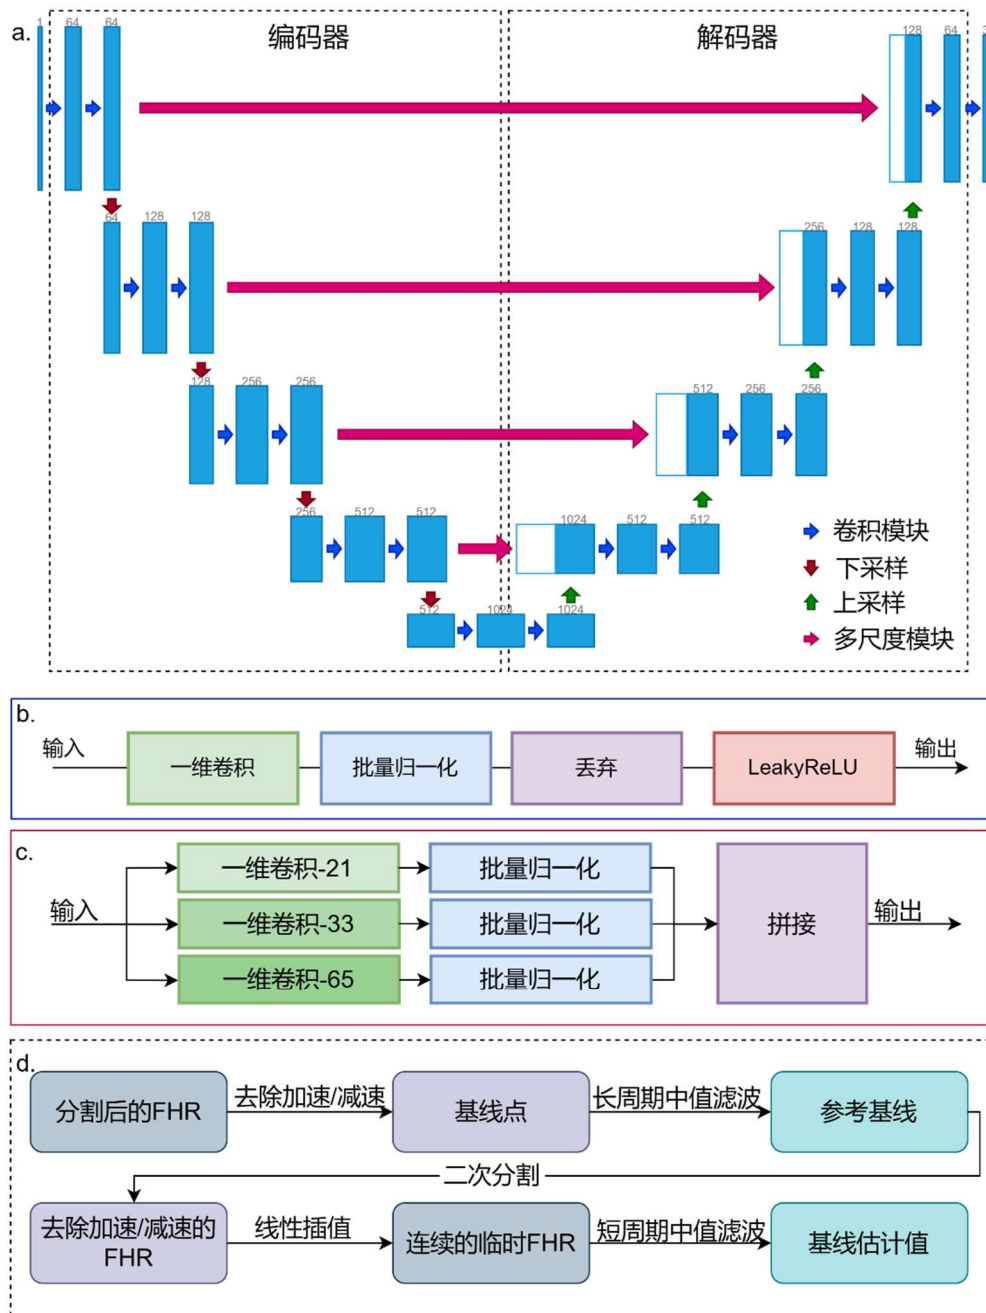 a.
编码器
解码器
1
64
64
128
64
3
64
128
128
256
128
128
128
256
256
512
256
256
256
512
512
1024
512
512
512
1024
1024
卷积模块
下采样
上采样
多尺度模块
b.
输入
一维卷积
批量归一化
丢弃
LeakyReLU
输出
c.
输入
一维卷积-21
批量归一化
一维卷积-33
批量归一化
一维卷积-65
批量归一化
拼接
输出
d.
分割后的FHR
去除加速/减速
基线点
长周期中值滤波
参考基线
二次分割
去除加速/减速的
FHR
线性插值
连续的临时FHR
短周期中值滤波
基线估计值